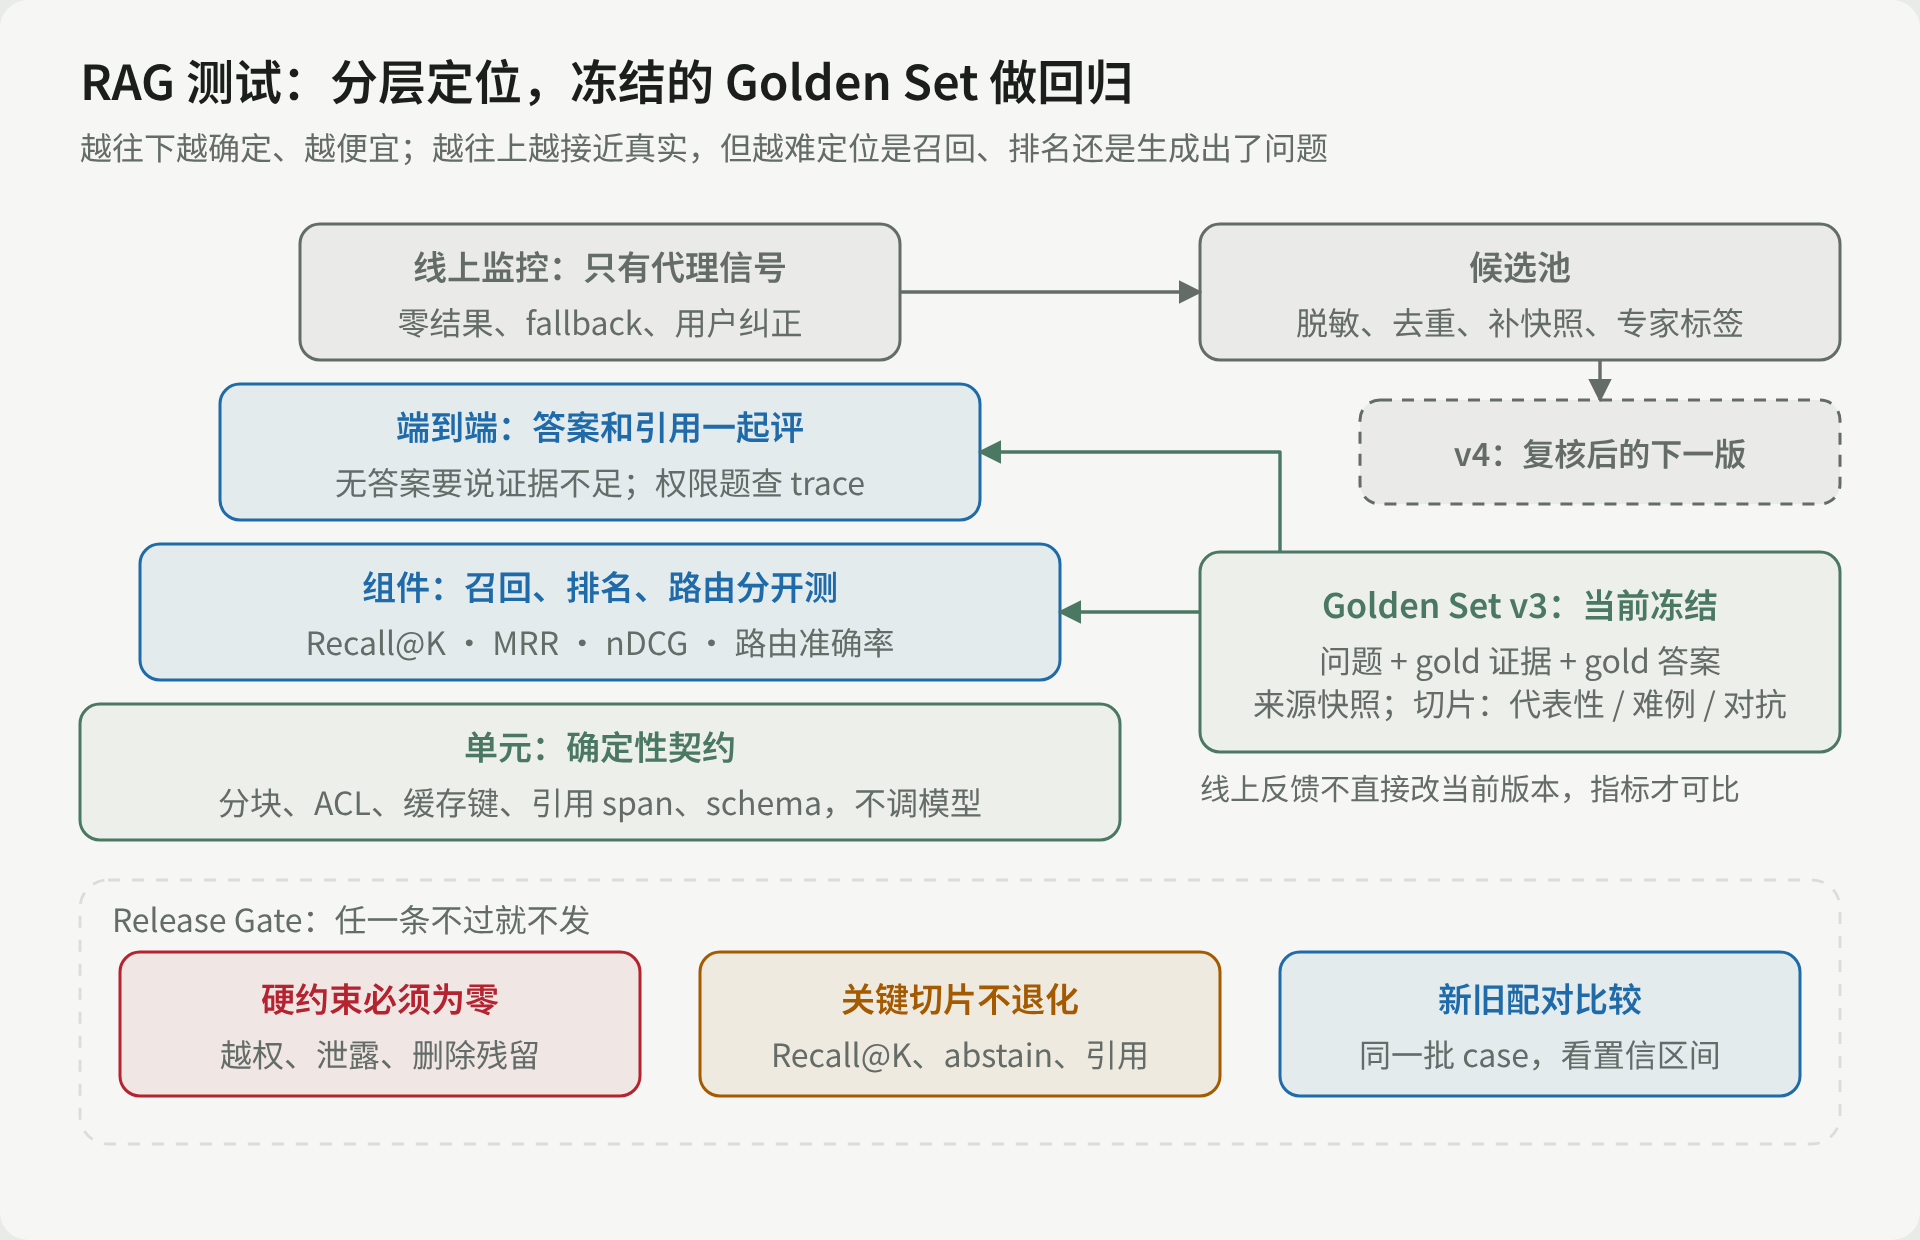 RAG 测试：分层定位，冻结的 Golden Set 做回归
越往下越确定、越便宜；越往上越接近真实，但越难定位是召回、排名还是生成出了问题
线上监控：只有代理信号
零结果、fallback、用户纠正
候选池
脱敏、去重、补快照、专家标签
端到端：答案和引用一起评
无答案要说证据不足；权限题查 trace
v4：复核后的下一版
组件：召回、排名、路由分开测
Recall@K · MRR · nDCG · 路由准确率
Golden Set v3：当前冻结
问题 + gold 证据 + gold 答案
来源快照；切片：代表性 / 难例 / 对抗
单元：确定性契约
分块、ACL、缓存键、引用 span、schema，不调模型
线上反馈不直接改当前版本，指标才可比
Release Gate：任一条不过就不发
硬约束必须为零
越权、泄露、删除残留
关键切片不退化
Recall@K、abstain、引用
新旧配对比较
同一批 case，看置信区间